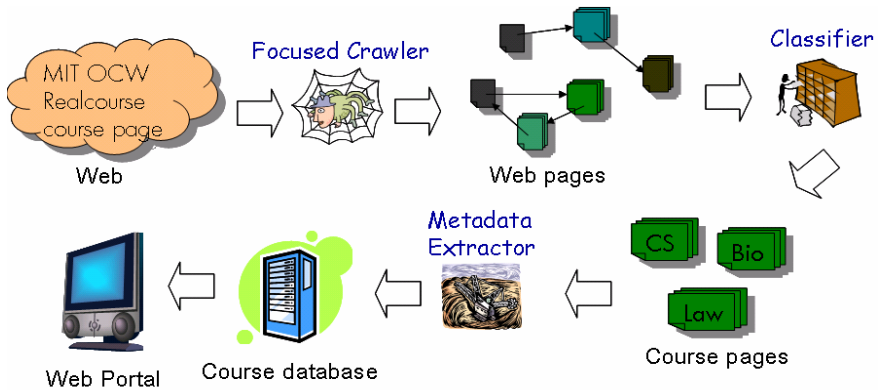 MIT OCW
Realcourse
course page
Web
Focused Crawler
Web pages
Classifier
CS
Bio
Law
Course pages
Metadata
Extractor
Course database
Web Portal